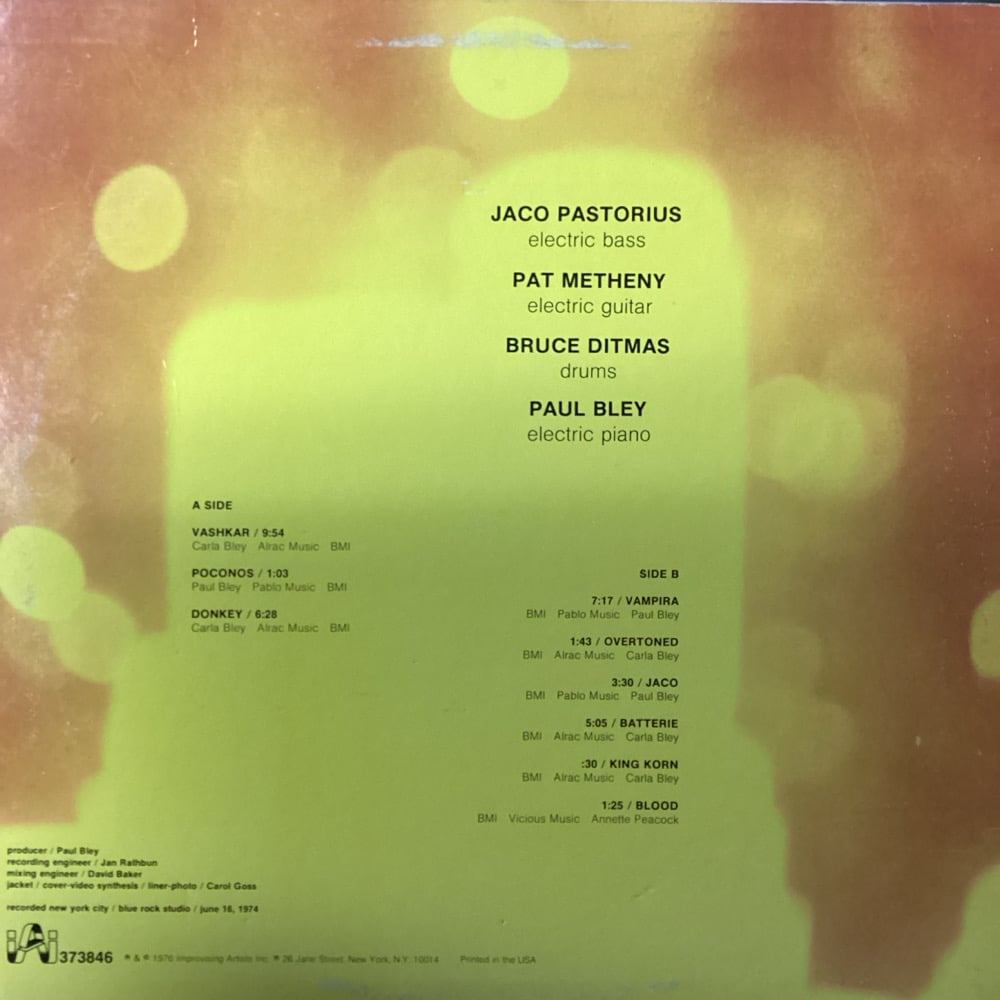 JACO PASTORIUS
electric bass
PAT METHENY
electric guitar
BRUCE DITMAS
drums
PAUL BLEY
electric piano
A SIDE
VASHKAR / 9:54
Carla Bley Alrac Music BMI
POCONOS / 1:03
Paul Bley Pablo Music BMI
DONKEY / 6:28
Carla Bley Alrac Music BMI
SIDE B
7:17 / VAMPIRA
BMI Pablo Music Paul Bley
1:43 / OVERTONED
BMI Alrac Music Carla Bley
3:30 / JACO
BMI Pablo Music Paul Bley
5:05 / BATTERIE
BMI Alrac Music Carla Bley
:30 / KING KORN
BMI Alrac Music Carla Bley
1:25 / BLOOD
BMI Vicious Music Annette Peacock
producer / Paul Bley
recording engineer / Jan Rathbun
mixing engineer / David Baker
jacket / cover-video synthesis / liner-photo / Carol Goss
recorded new york city / blue rock studio / june 16, 1974
iAi 373846 ℗ & © 1976 Improvising Artists Inc. 26 Jane Street, New York, N.Y. 10014 Printed in the USA